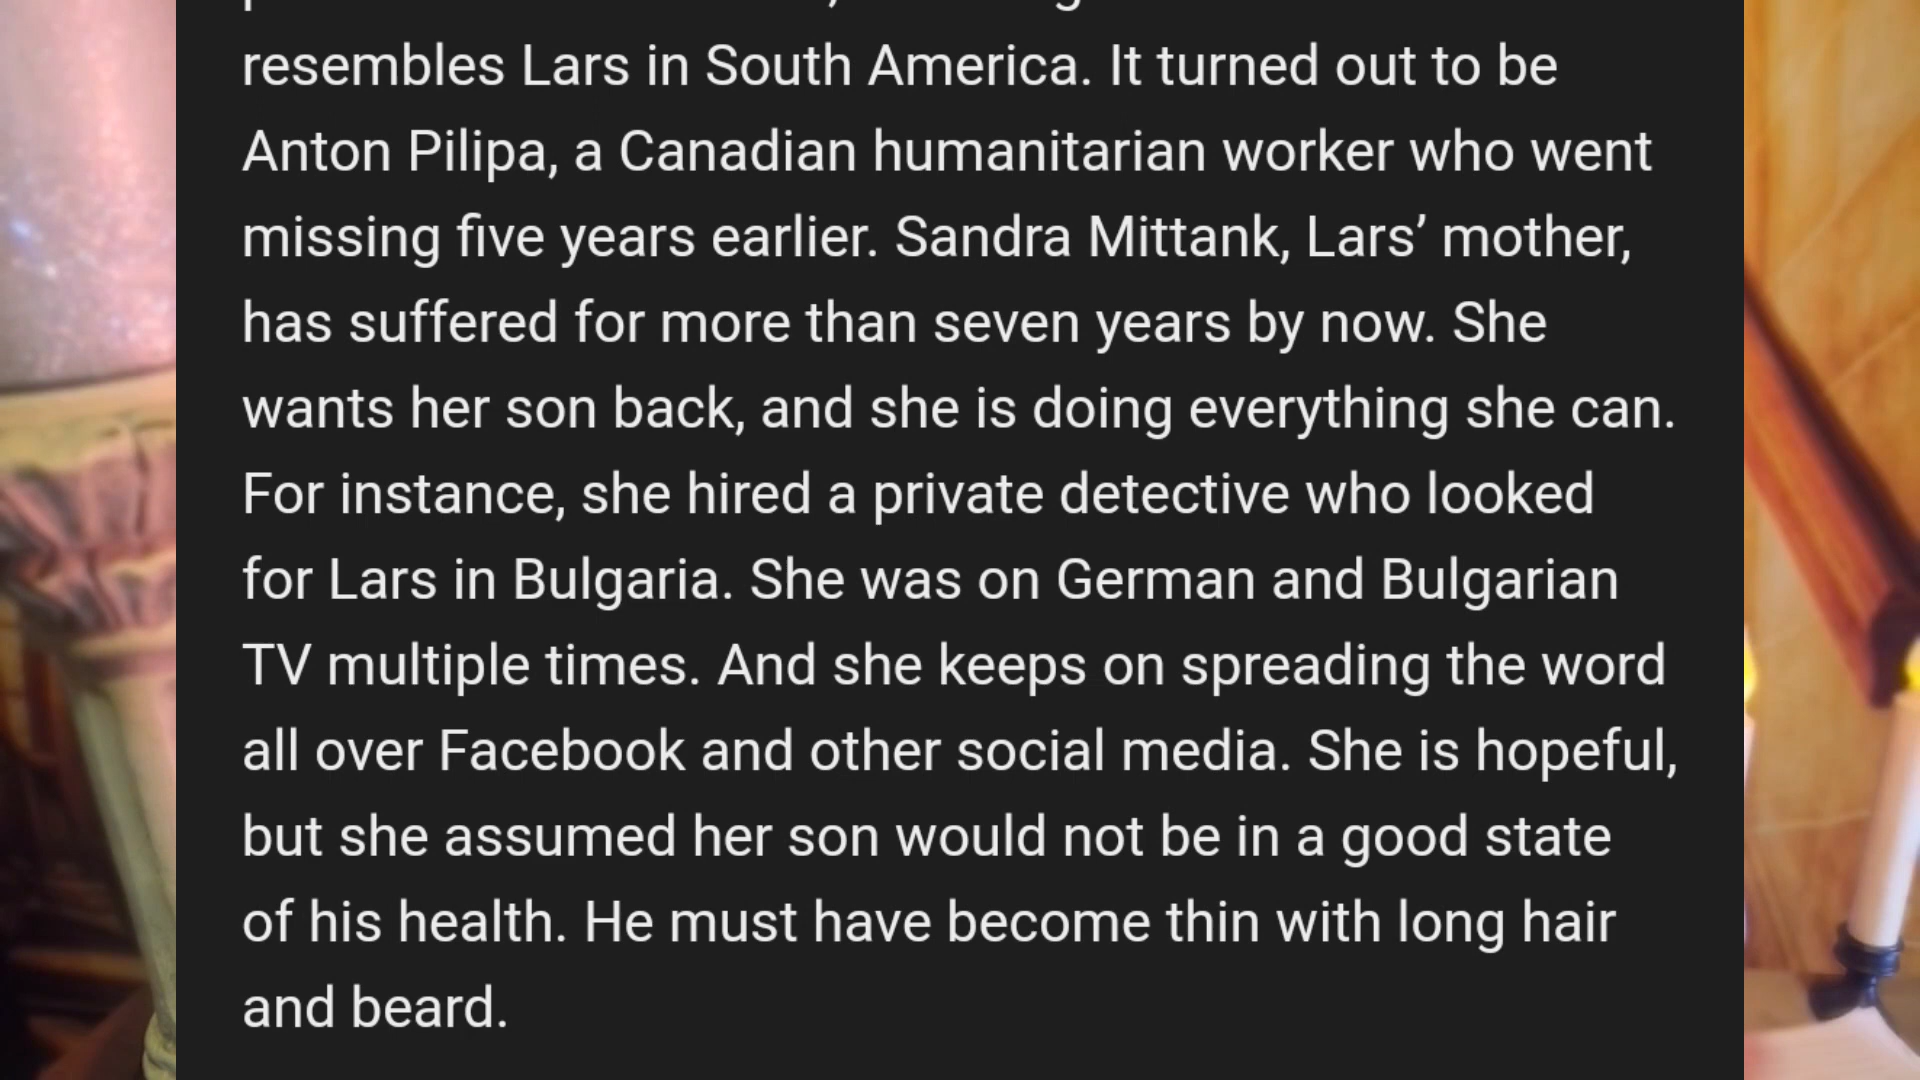 resembles Lars in South America. It turned out to be
Anton Pilipa, a Canadian humanitarian worker who went
missing five years earlier. Sandra Mittank, Lars’ mother,
has suffered for more than seven years by now. She
wants her son back, and she is doing everything she can.
For instance, she hired a private detective who looked
for Lars in Bulgaria. She was on German and Bulgarian
TV multiple times. And she keeps on spreading the word
all over Facebook and other social media. She is hopeful,
but she assumed her son would not be in a good state
of his health. He must have become thin with long hair
and beard.